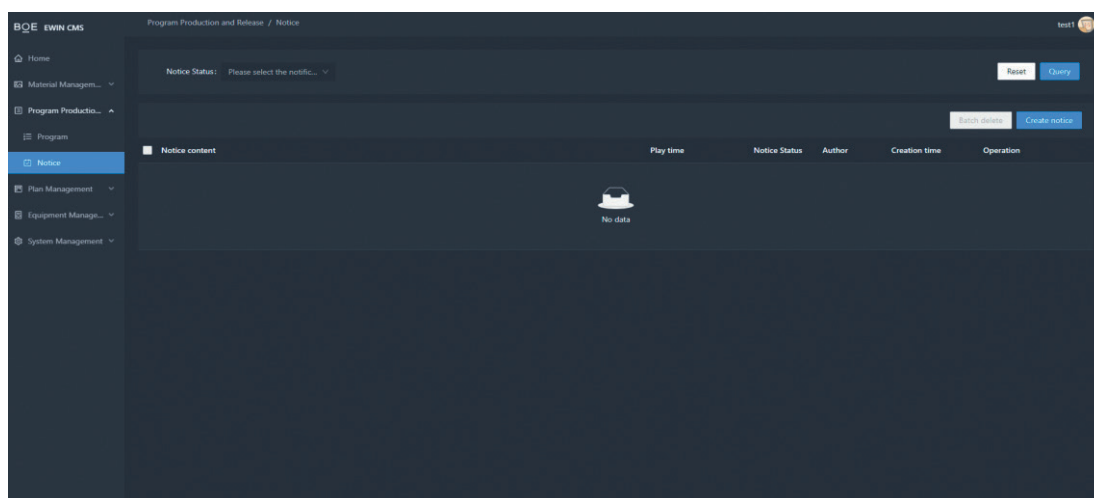 BOE EWIN CMS
Program Production and Release / Notice
test1
Home
Material Managem...
Program Productio...
Program
Notice
Plan Management
Equipment Manage...
System Management
Notice Status: Please select the notific...
Reset Query
Batch delete Create notice
Notice content Play time Notice Status Author Creation time Operation
No data